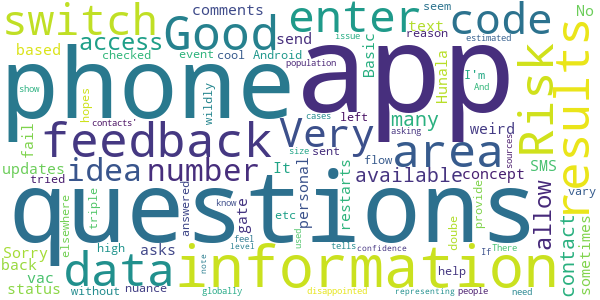 switch Good enter code
comments
text
reason
seem
No
access
send
Basic
based
checked
event
cool
Android
issue
estimated
phone app
Risk
results
population
Hunala
I'm
And
show
hopes
contacts'
cases
left
asking
feedback Very area
many
weird
fail
wildly
updates
idea number
It
size
sent
personal
available
flow
concept
SMS
sources
tried
questions
elsewhere
triple
answered
gate
know
etc
restarts
used
allow
provide
contact
vary
Sorry
high
asks
feel
level
tells
confidence
If
There
sometimes
back
data information
vac
nuance
status
without
note
globally
disappointed
help
representing
people
need
doube